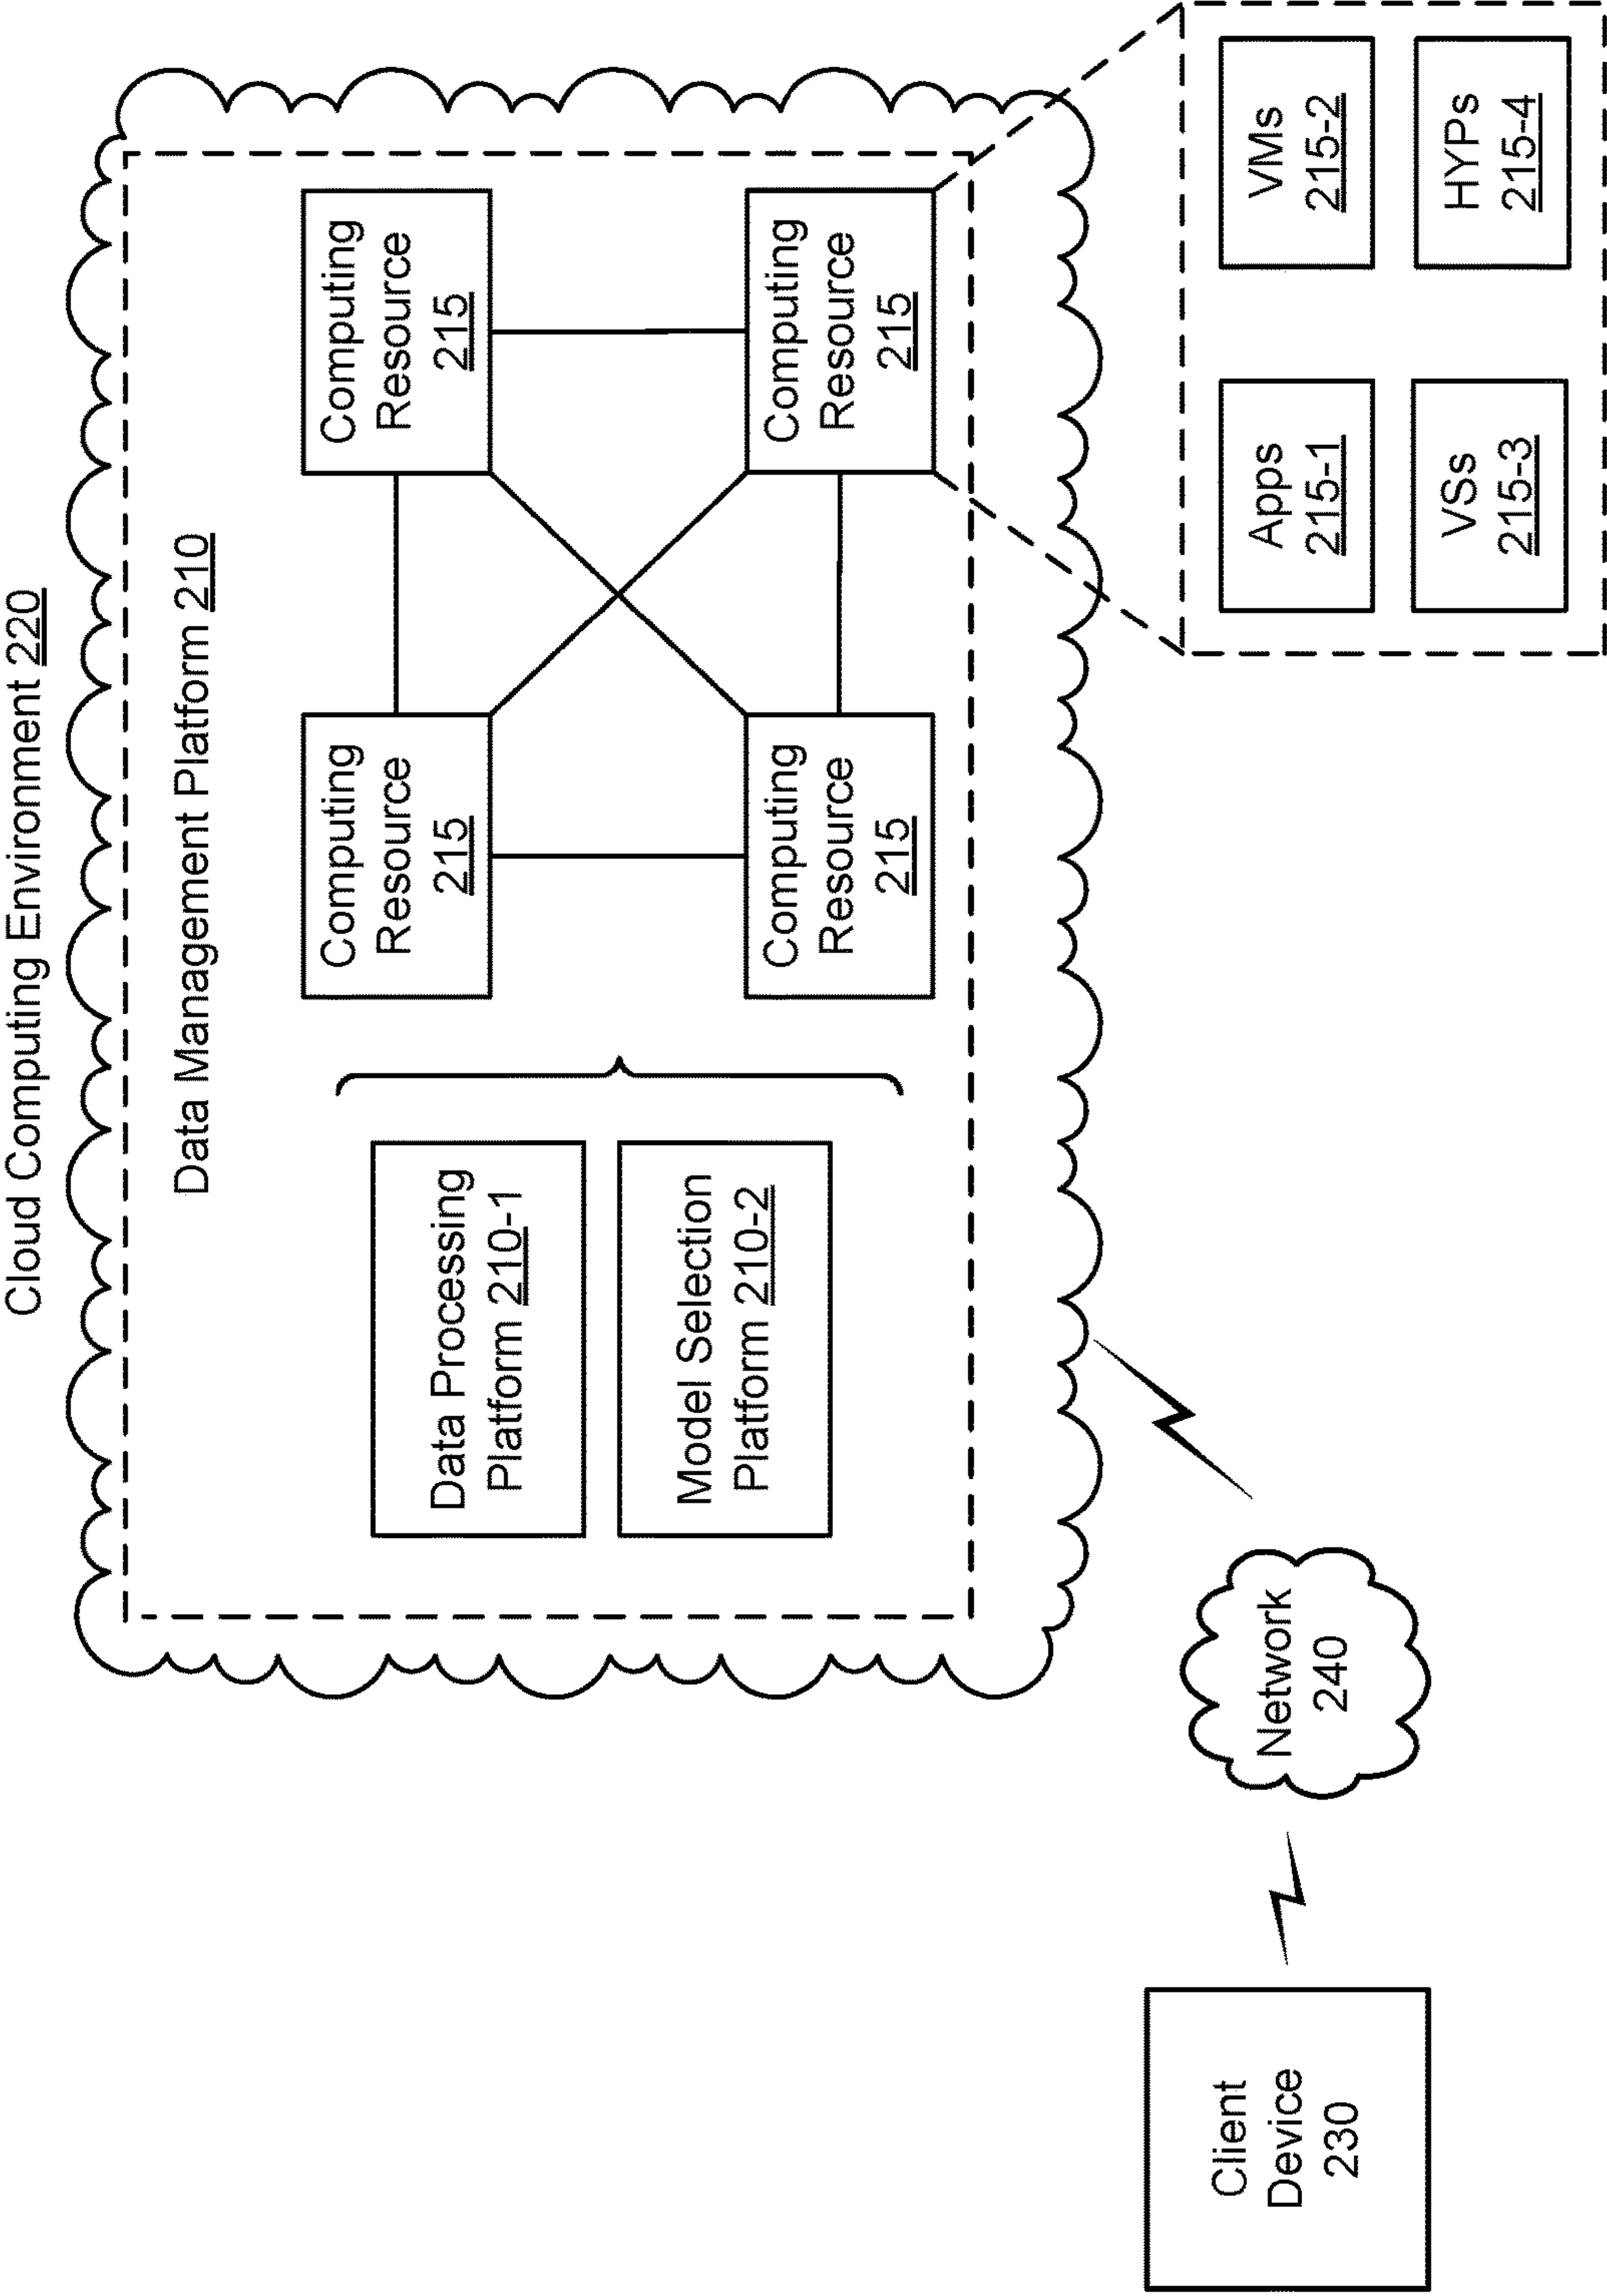 Cloud Computing Environment 220
Data Management Platform 210
Data Processing
Platform 210-1
Model Selection
Platform 210-2
Computing
Resource
215
Computing
Resource
215
Computing
Resource
215
Computing
Resource
215
Apps
215-1
VMs
215-2
VSs
215-3
HYPs
215-4
Network
240
Client
Device
230